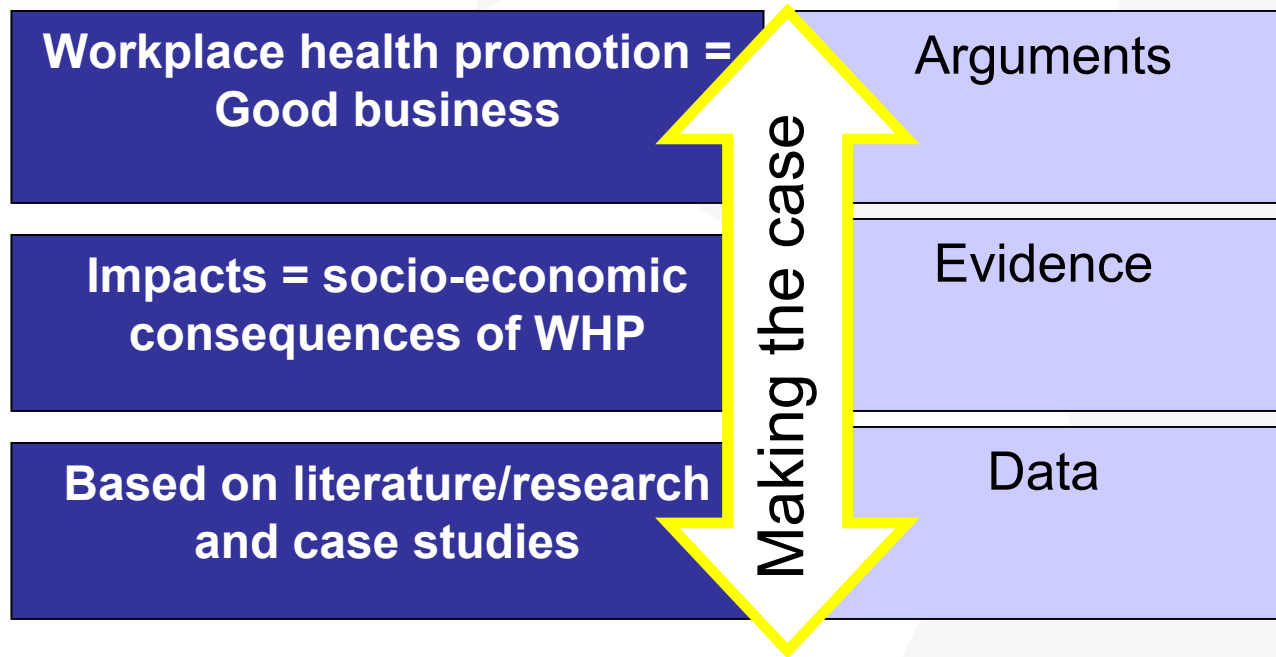 Workplace health promotion =
Good business
Arguments
Making the case
Impacts = socio-economic
consequences of WHP
Evidence
Based on literature/research
and case studies
Data